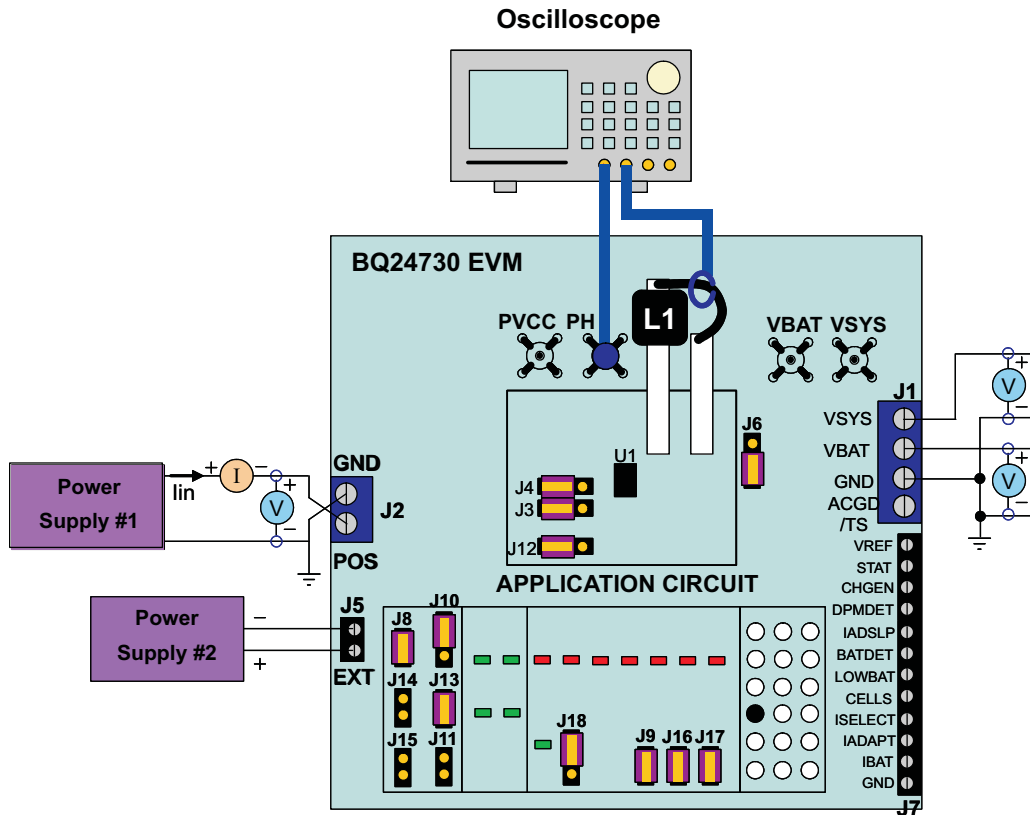 Oscilloscope
BQ24730 EVM
PVCC PH
L1
VBAT VSYS
J1
VSYS
VBAT
GND
ACGD
/TS
+
V
−
+
V
−
J6
U1
J4
J3
J12
APPLICATION CIRCUIT
Power
Supply #1
Iin
+
I
−
+
V
−
GND
J2
POS
Power
Supply #2
−
+
J5
EXT
J8
J10
J14
J13
J15
J11
J18
J9
J16
J17
VREF
STAT
CHGEN
DPMDET
IADSLP
BATDET
LOWBAT
CELLS
ISELECT
IADAPT
IBAT
GND
J7